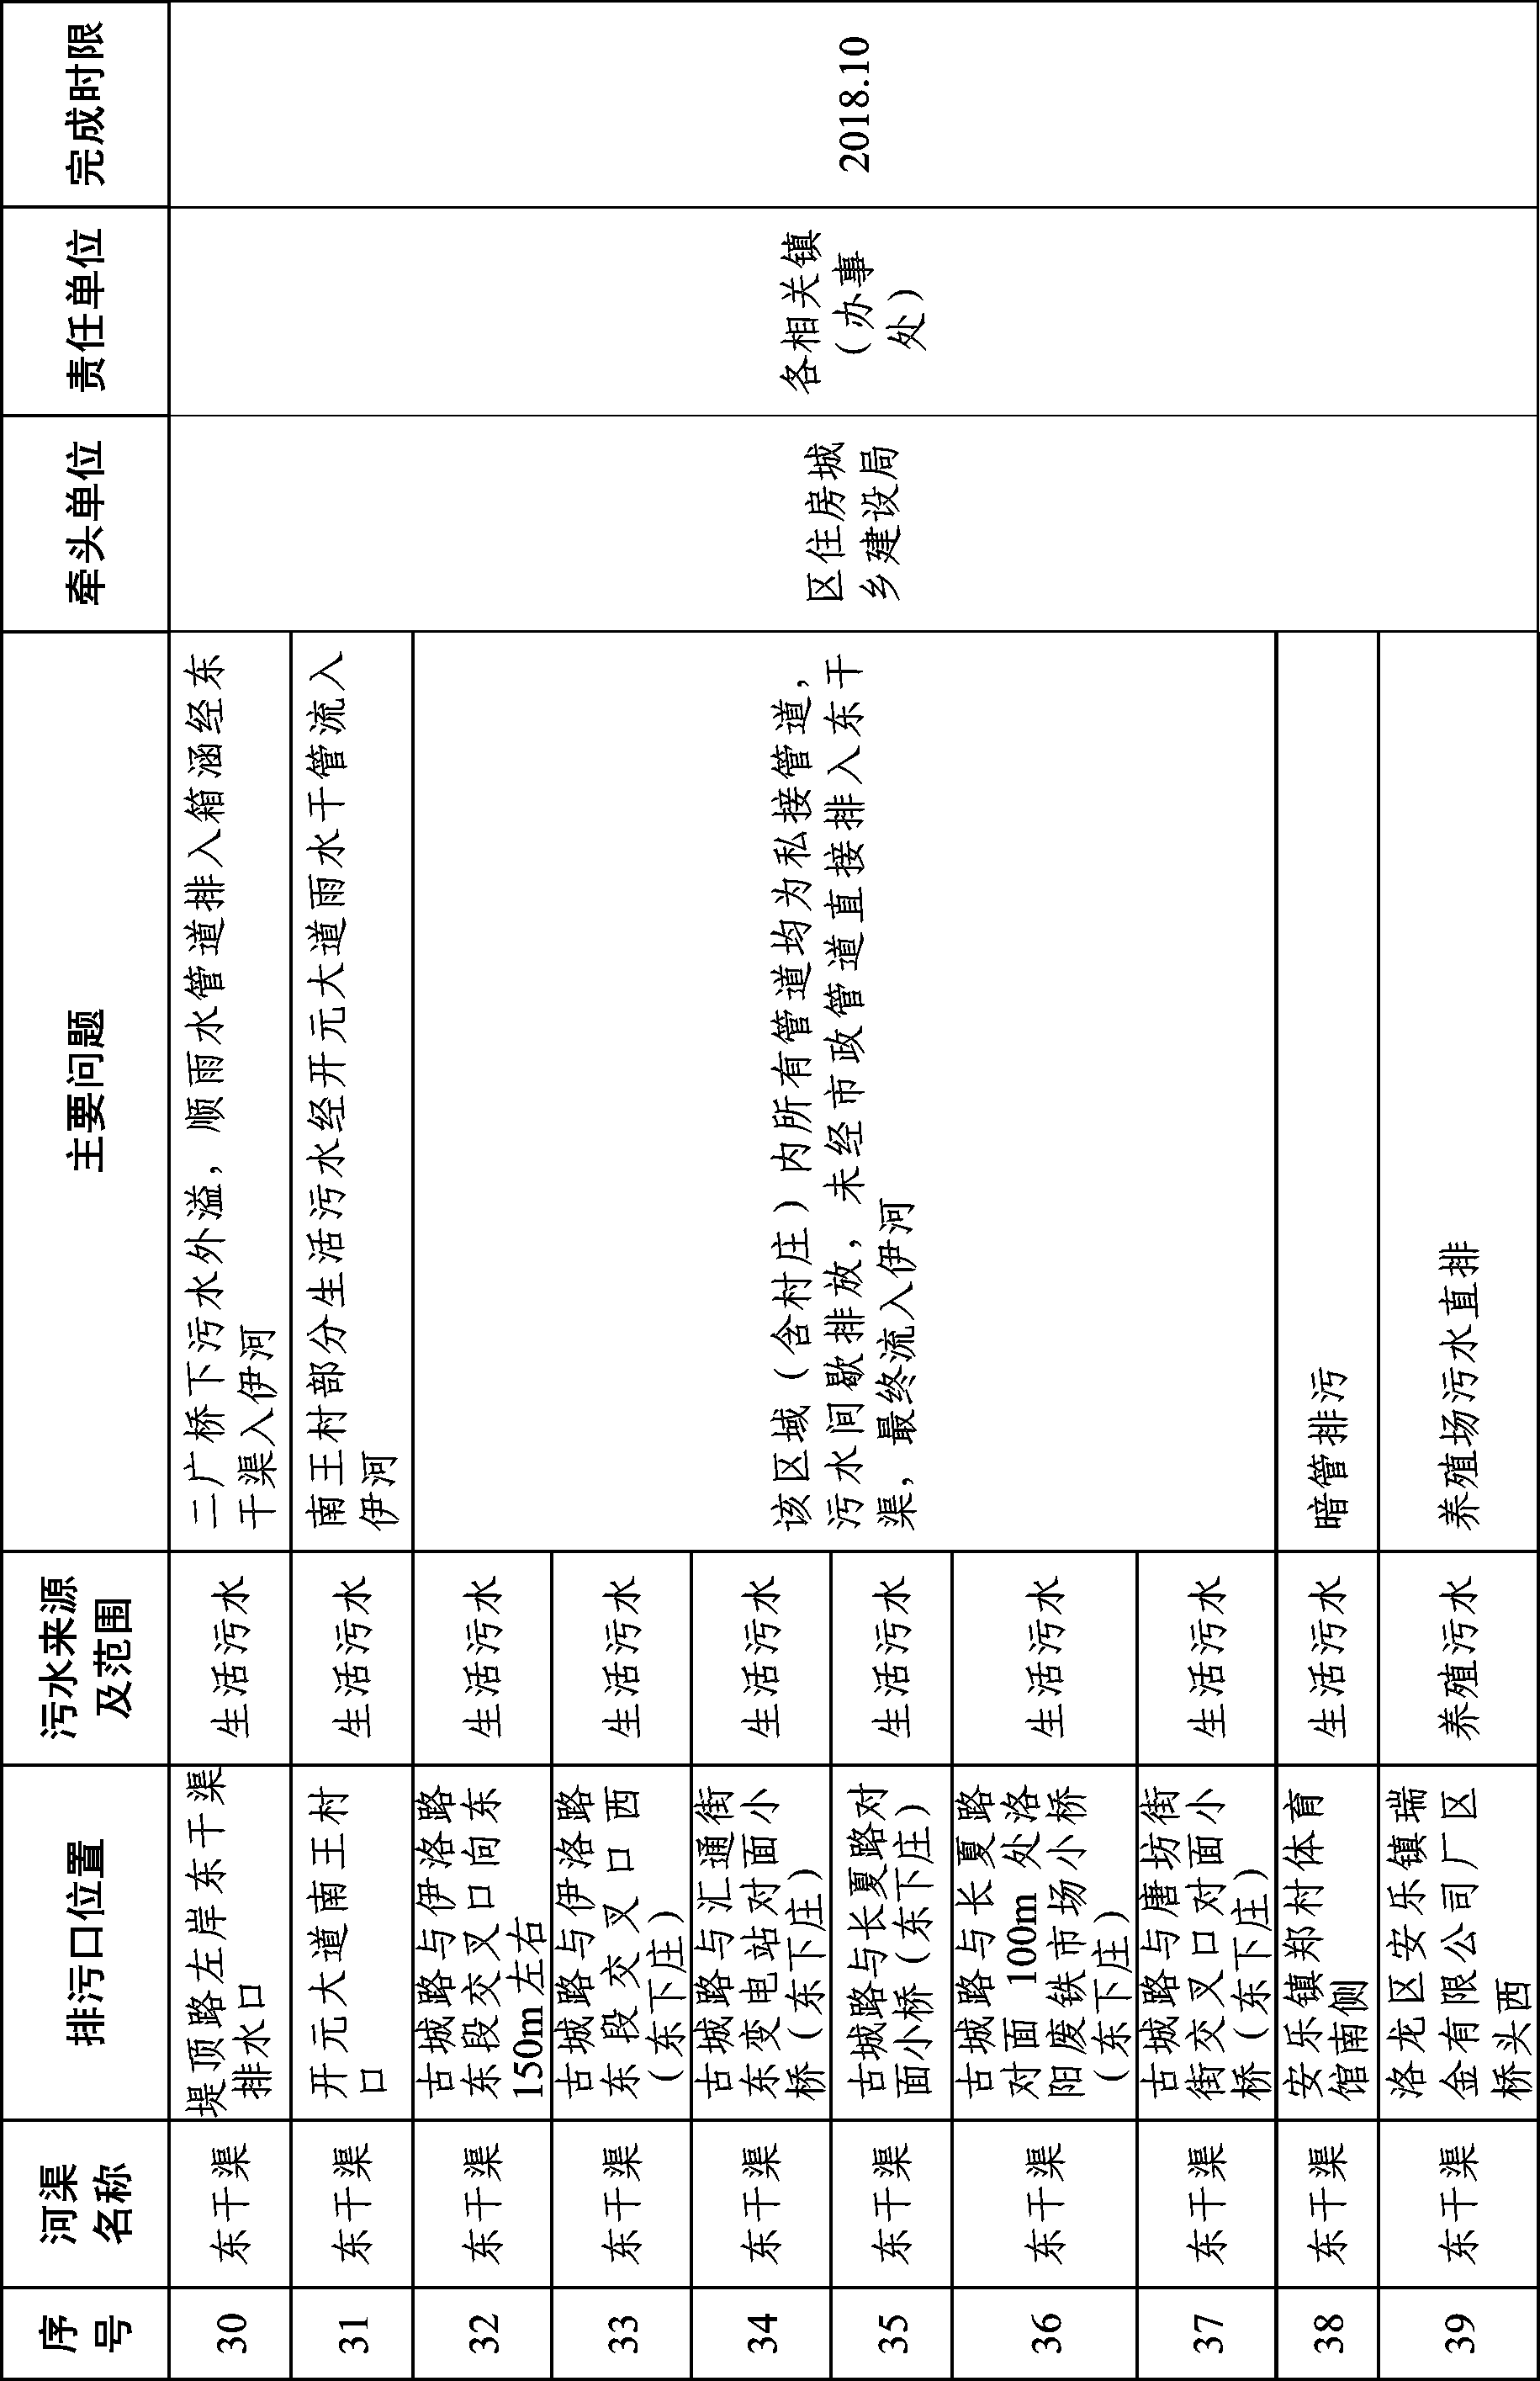 序号
河渠名称
排污口位置
污水来源及范围
主要问题
牵头单位
责任单位
完成时限
30
东干渠
堤顶路左岸东干渠
排水口
生活污水
二广桥下污水外溢，顺雨水管道排入箱涵经东
干渠入伊河
31
东干渠
开元大道南王村
口
生活污水
南王村部分生活污水经开元大道雨水干管流入
伊河
32
东干渠
古城路与伊洛路
东段交叉口向东
150m左右
生活污水
33
东干渠
古城路与伊洛路
东段交叉口西
（东下庄）
生活污水
34
东干渠
古城路与汇通街
东变电站对面小
桥（东下庄）
生活污水
35
东干渠
古城路与长夏路对
面小桥（东下庄）
生活污水
36
东干渠
古城路与长夏路
对面100m处洛
阳废铁市场小桥
（东下庄）
生活污水
37
东干渠
古城路与唐坊街
街交叉口对面小
桥（东下庄）
生活污水
该区域（含村庄）内所有管道均为私接管道，
污水间歇排放，未经市政管道直接排入东干
渠，最终流入伊河
38
东干渠
安乐镇郑村体育
馆南侧
生活污水
暗管排污
39
东干渠
洛龙区安乐镇瑞
金有限公司厂区
桥头西
养殖污水
养殖场污水直排
区住房城
乡建设局
各相关镇
（办事
处）
2018.10